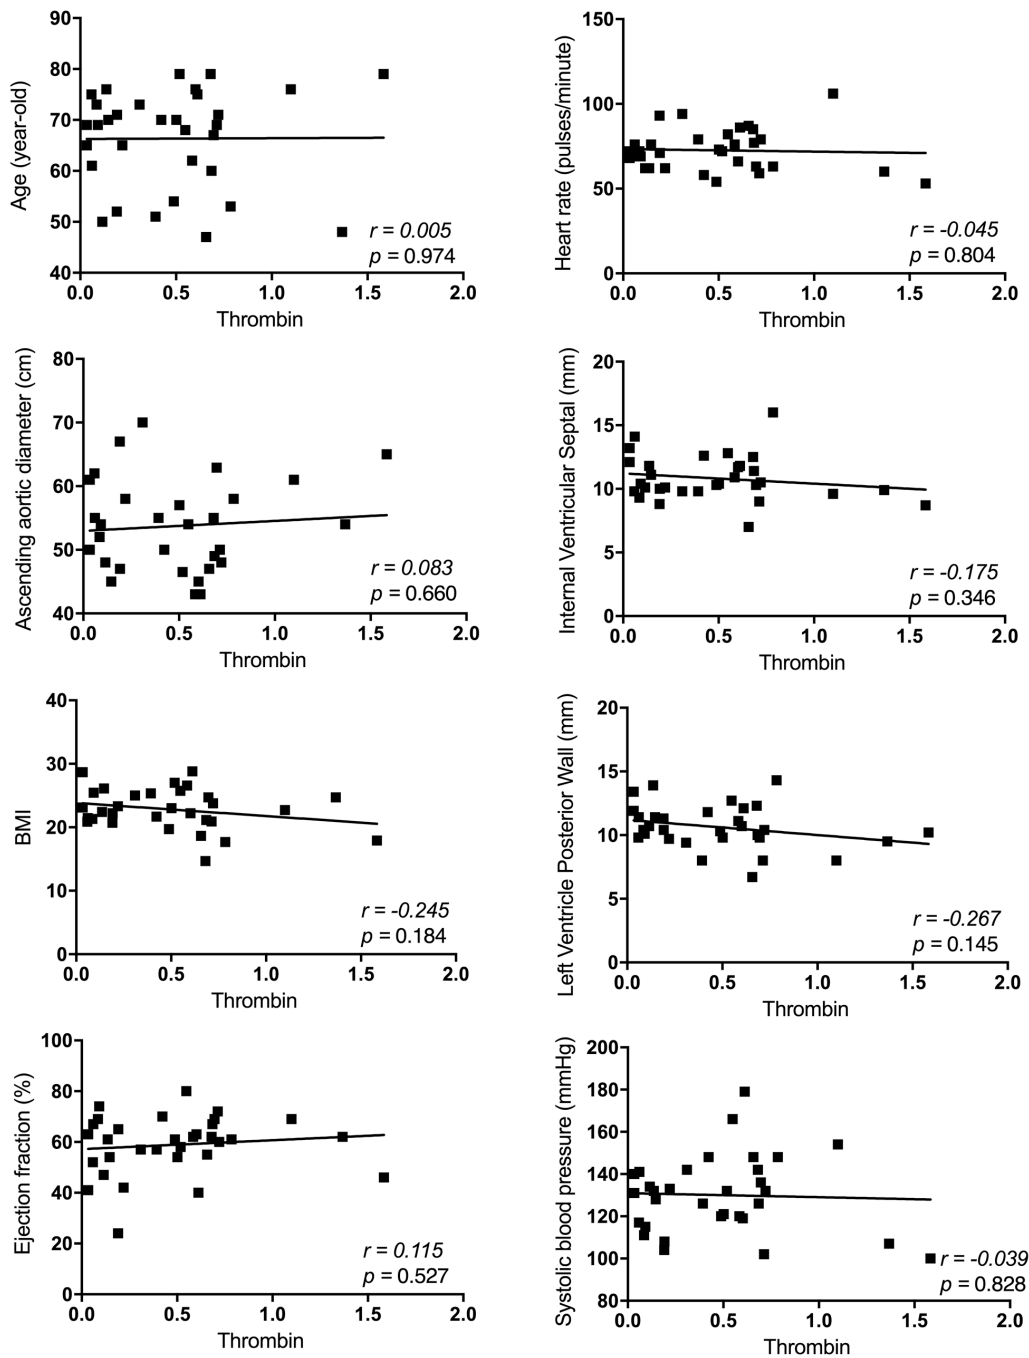 Age (year-old)
90
80
70
60
50
40
r = 0.005
p = 0.974
0.0 0.5 1.0 1.5 2.0
Thrombin
Heart rate (pulses/minute)
150
100
50
0
r = -0.045
p = 0.804
0.0 0.5 1.0 1.5 2.0
Thrombin
Ascending aortic diameter (cm)
80
70
60
50
40
r = 0.083
p = 0.660
0.0 0.5 1.0 1.5 2.0
Thrombin
Internal Ventricular Septal (mm)
20
15
10
5
0
r = -0.175
p = 0.346
0.0 0.5 1.0 1.5 2.0
Thrombin
BMI
40
30
20
10
0
r = -0.245
p = 0.184
0.0 0.5 1.0 1.5 2.0
Thrombin
Left Ventricle Posterior Wall (mm)
20
15
10
5
0
r = -0.267
p = 0.145
0.0 0.5 1.0 1.5 2.0
Thrombin
Ejection fraction (%)
100
80
60
40
20
0
r = 0.115
p = 0.527
0.0 0.5 1.0 1.5 2.0
Thrombin
Systolic blood pressure (mmHg)
200
180
160
140
120
100
80
r = -0.039
p = 0.828
0.0 0.5 1.0 1.5 2.0
Thrombin